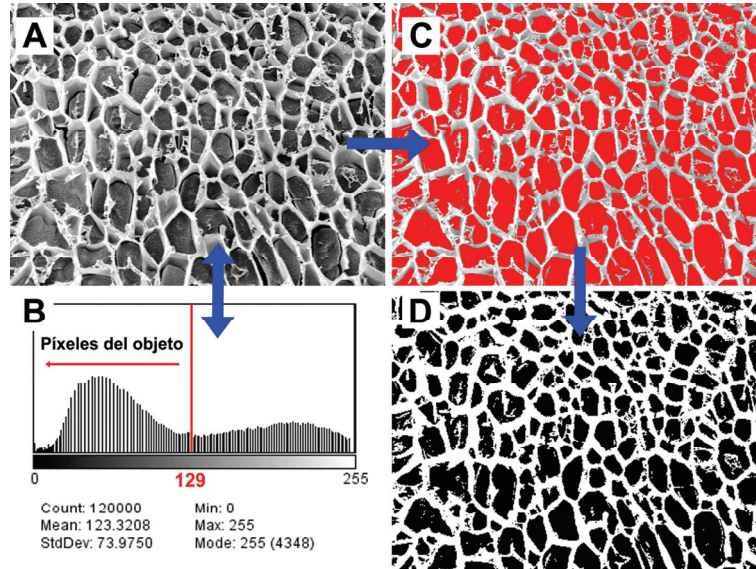 A
C
B
Píxeles del objeto
0
129
255
Count: 120000
Min: 0
Mean: 123.3208
Max: 255
StdDev: 73.9750
Mode: 255 (4348)
D